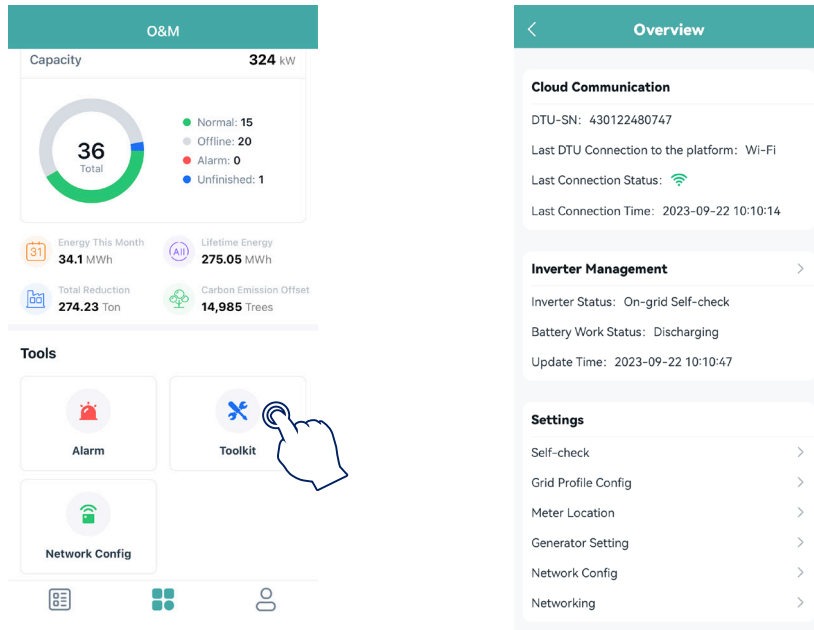 O&M
Capacity 324 kW
36
Total
Normal: 15
Offline: 20
Alarm: 0
Unfinished: 1
31
Energy This Month
34.1 MWh
All
Lifetime Energy
275.05 MWh
Total Reduction
274.23 Ton
Carbon Emission Offset
14,985 Trees
Tools
Alarm
Toolkit
Network Config
Overview
Cloud Communication
DTU-SN: 430122480747
Last DTU Connection to the platform: Wi-Fi
Last Connection Status:
Last Connection Time: 2023-09-22 10:10:14
Inverter Management
Inverter Status: On-grid Self-check
Battery Work Status: Discharging
Update Time: 2023-09-22 10:10:47
Settings
Self-check
Grid Profile Config
Meter Location
Generator Setting
Network Config
Networking